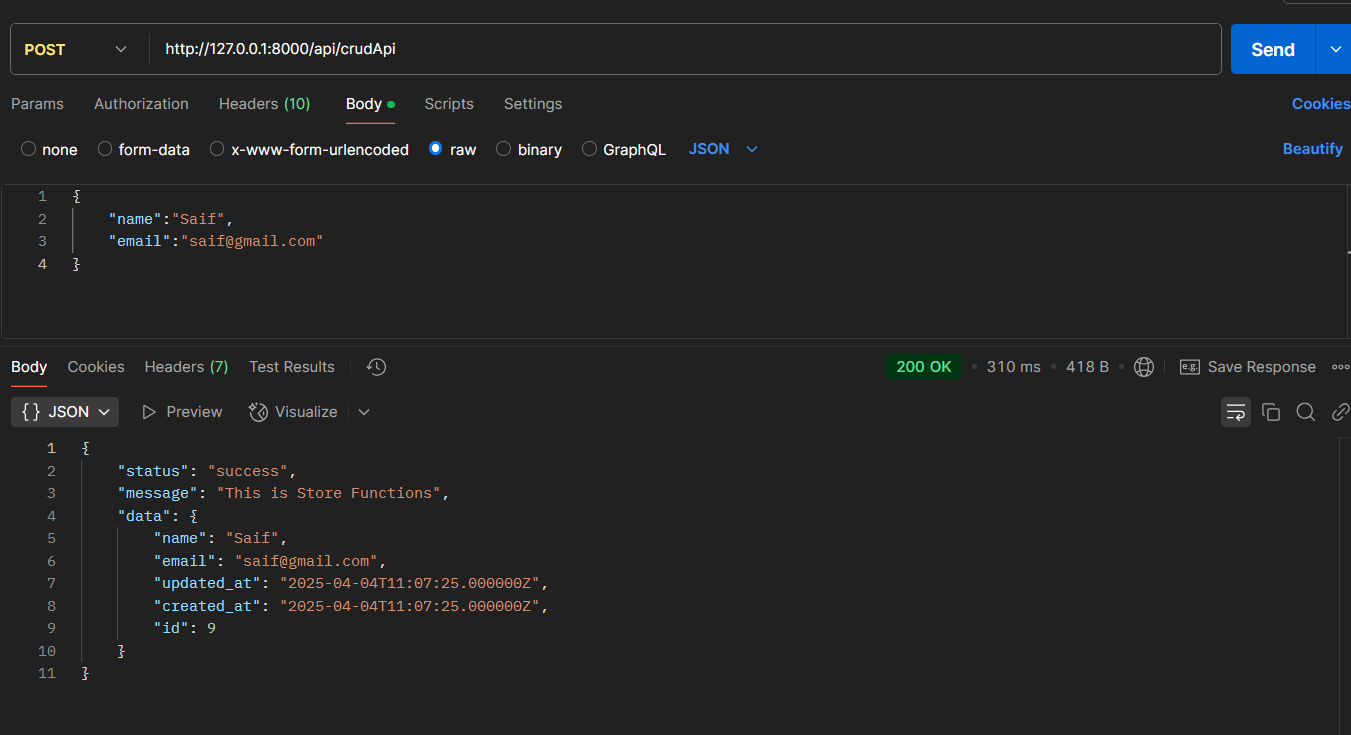 POST http://127.0.0.1:8000/api/crudApi Send
Params Authorization Headers (10) Body Scripts Settings Cookies
none form-data x-www-form-urlencoded raw binary GraphQL JSON Beautify
1 {
2 "name":"Saif",
3 "email":"saif@gmail.com"
4 }
Body Cookies Headers (7) Test Results 200 OK • 310 ms • 418 B • e.g. Save Response
{} JSON Preview Visualize
1 {
2 "status": "success",
3 "message": "This is Store Functions",
4 "data": {
5 "name": "Saif",
6 "email": "saif@gmail.com",
7 "updated_at": "2025-04-04T11:07:25.000000Z",
8 "created_at": "2025-04-04T11:07:25.000000Z",
9 "id": 9
10 }
11 }